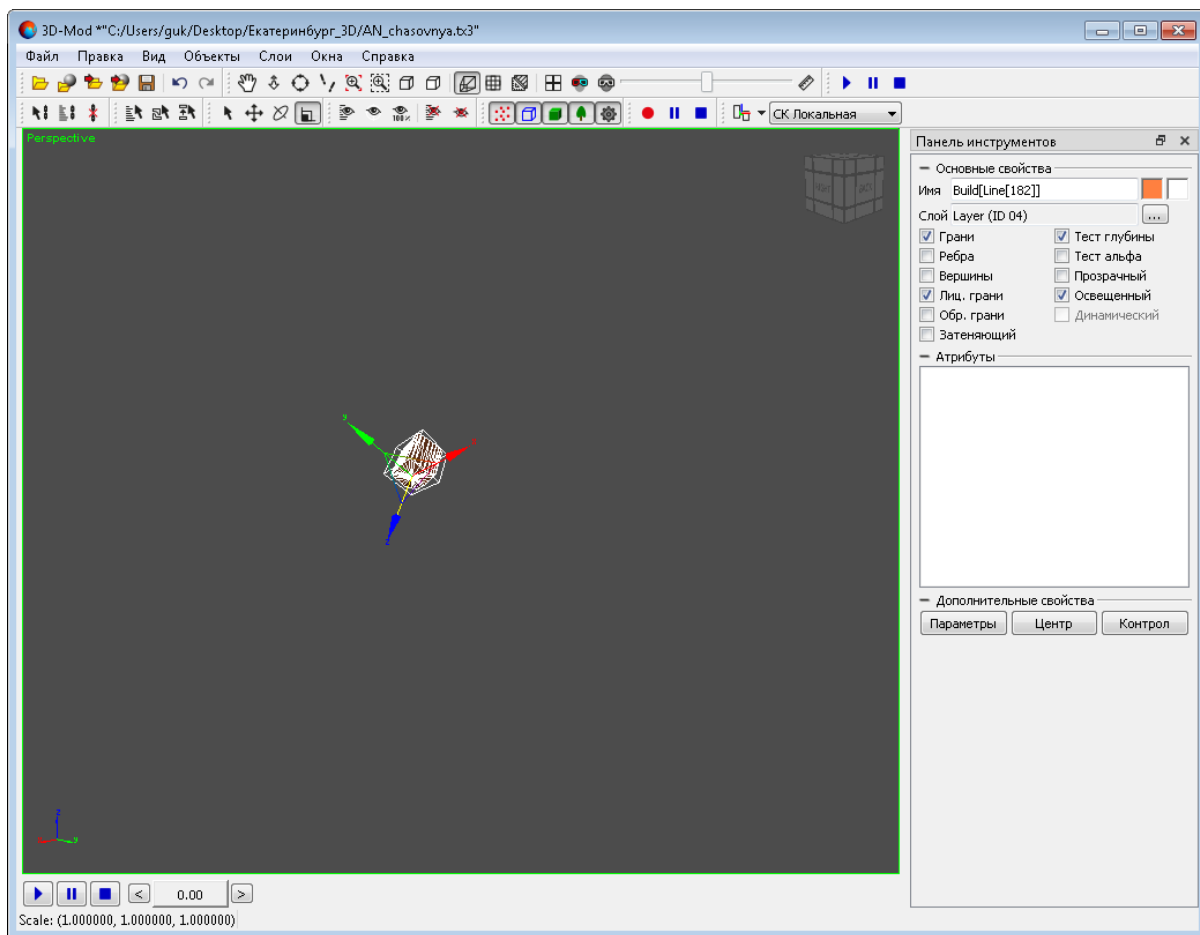 3D-Mod *"C:/Users/guk/Desktop/Екатеринбург_3D/AN_chasovnya.tx3"
Файл Правка Вид Объекты Слои Окна Справка
100%
СК Локальная
Perspective
Панель инструментов
Основные свойства
Имя Build[Line[182]]
Слой Layer (ID 04) ...
Грани Тест глубины
Ребра Тест альфа
Вершины Прозрачный
Лиц. грани Освещенный
Обр. грани Динамический
Затеняющий
Атрибуты
y
x
z
Дополнительные свойства
Параметры Центр Контрол
z
x y
< 0.00 >
Scale: (1.000000, 1.000000, 1.000000)